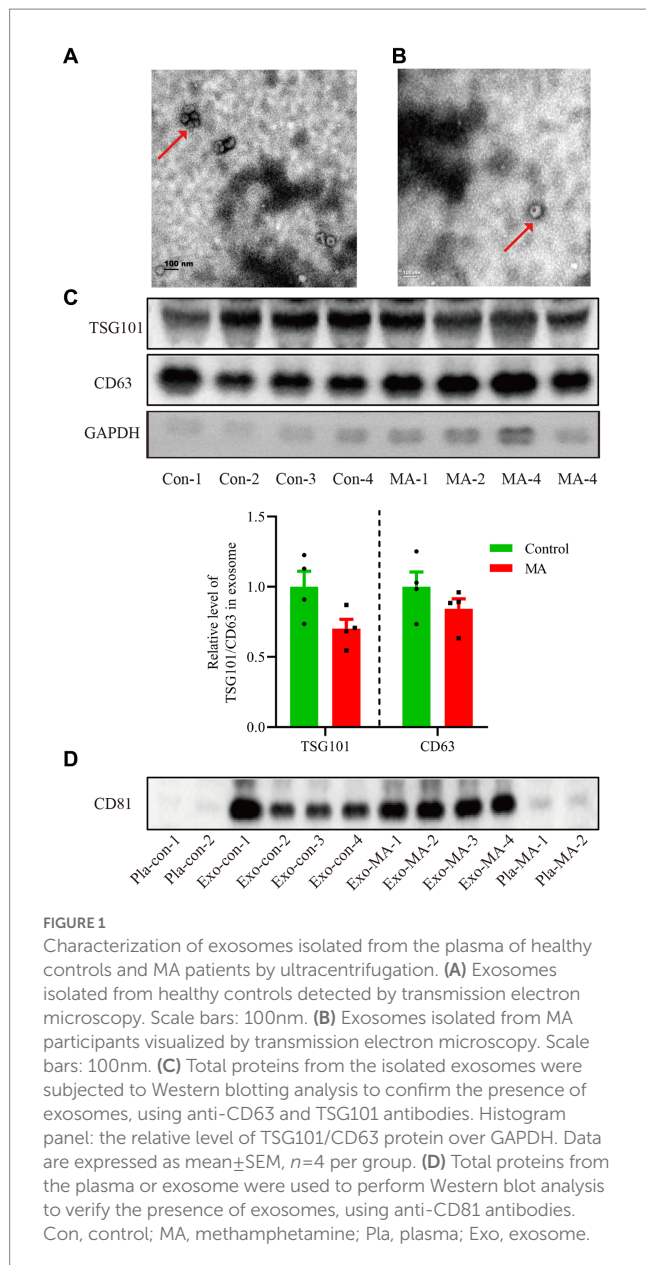 A
B
100 nm
C
TSG101
CD63
GAPDH
Con-1 Con-2 Con-3 Con-4 MA-1 MA-2 MA-4 MA-4
Relative level of
TSG101/CD63 in exosome
1.5
1.0
0.5
0.0
Control
MA
TSG101 CD63
D
CD81
Pla-con-1 Pla-con-2 Exo-con-1 Exo-con-2 Exo-con-3 Exo-con-4 Exo-MA-1 Exo-MA-2 Exo-MA-3 Exo-MA-4 Pla-MA-1 Pla-MA-2
FIGURE 1
Characterization of exosomes isolated from the plasma of healthy
controls and MA patients by ultracentrifugation. (A) Exosomes
isolated from healthy controls detected by transmission electron
microscopy. Scale bars: 100nm. (B) Exosomes isolated from MA
participants visualized by transmission electron microscopy. Scale
bars: 100nm. (C) Total proteins from the isolated exosomes were
subjected to Western blotting analysis to confirm the presence of
exosomes, using anti-CD63 and TSG101 antibodies. Histogram
panel: the relative level of TSG101/CD63 protein over GAPDH. Data
are expressed as mean±SEM, n=4 per group. (D) Total proteins from
the plasma or exosome were used to perform Western blot analysis
to verify the presence of exosomes, using anti-CD81 antibodies.
Con, control; MA, methamphetamine; Pla, plasma; Exo, exosome.